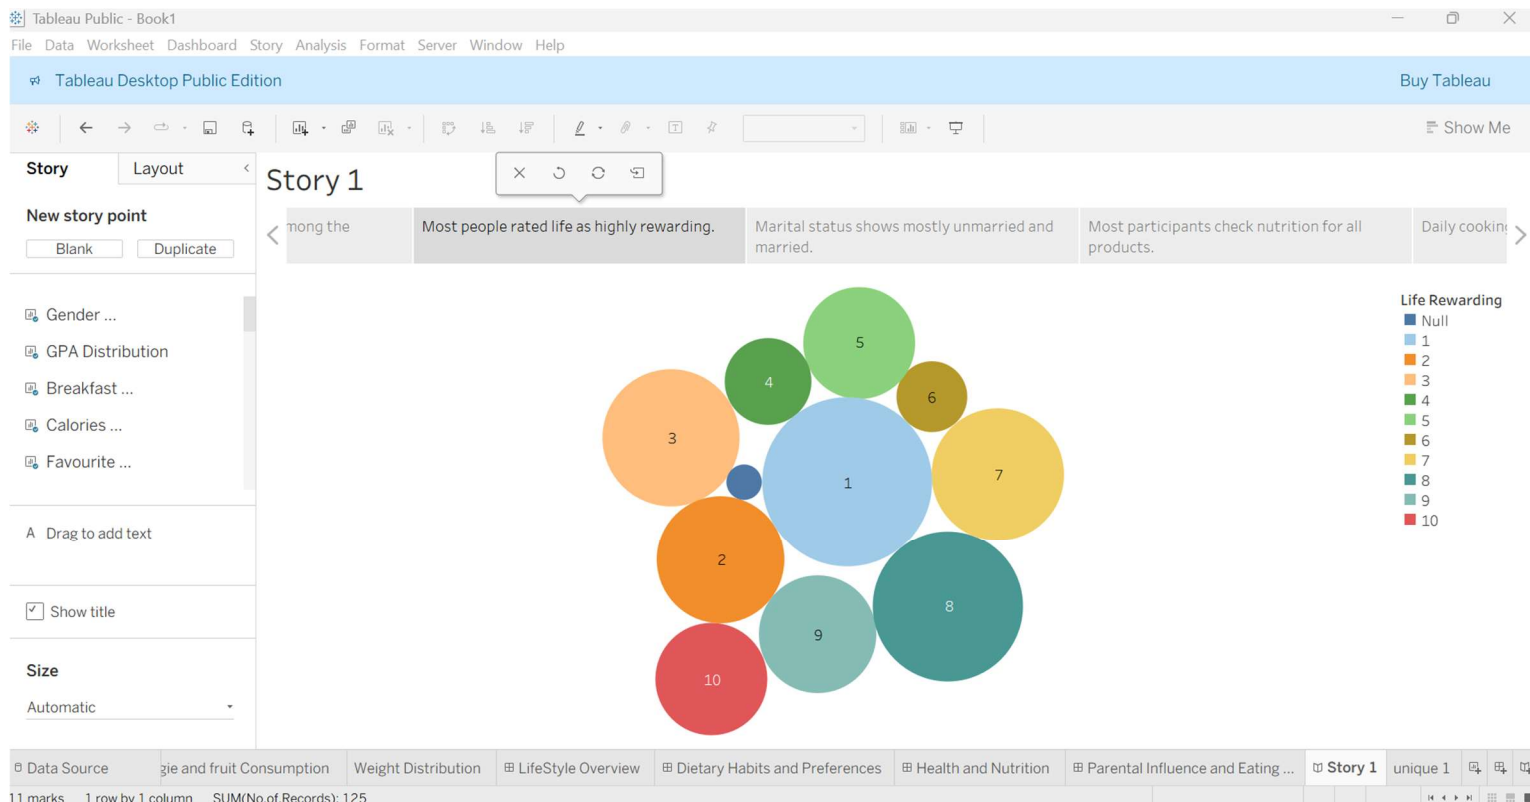 Tableau Public - Book1
File Data Worksheet Dashboard Story Analysis Format Server Window Help
Tableau Desktop Public Edition
Buy Tableau
Show Me
Story
Layout
New story point
Blank
Duplicate
Gender ...
GPA Distribution
Breakfast ...
Calories ...
Favourite ...
A Drag to add text
Show title
Size
Automatic
Story 1
mong the
Most people rated life as highly rewarding.
Marital status shows mostly unmarried and
married.
Most participants check nutrition for all
products.
Daily cooking
5
4
6
3
7
1
2
8
9
10
Life Rewarding
Null
1
2
3
4
5
6
7
8
9
10
Data Source
gie and fruit Consumption
Weight Distribution
LifeStyle Overview
Dietary Habits and Preferences
Health and Nutrition
Parental Influence and Eating ...
Story 1
unique 1
11 marks 1 row by 1 column SUM(No.of.Records): 125